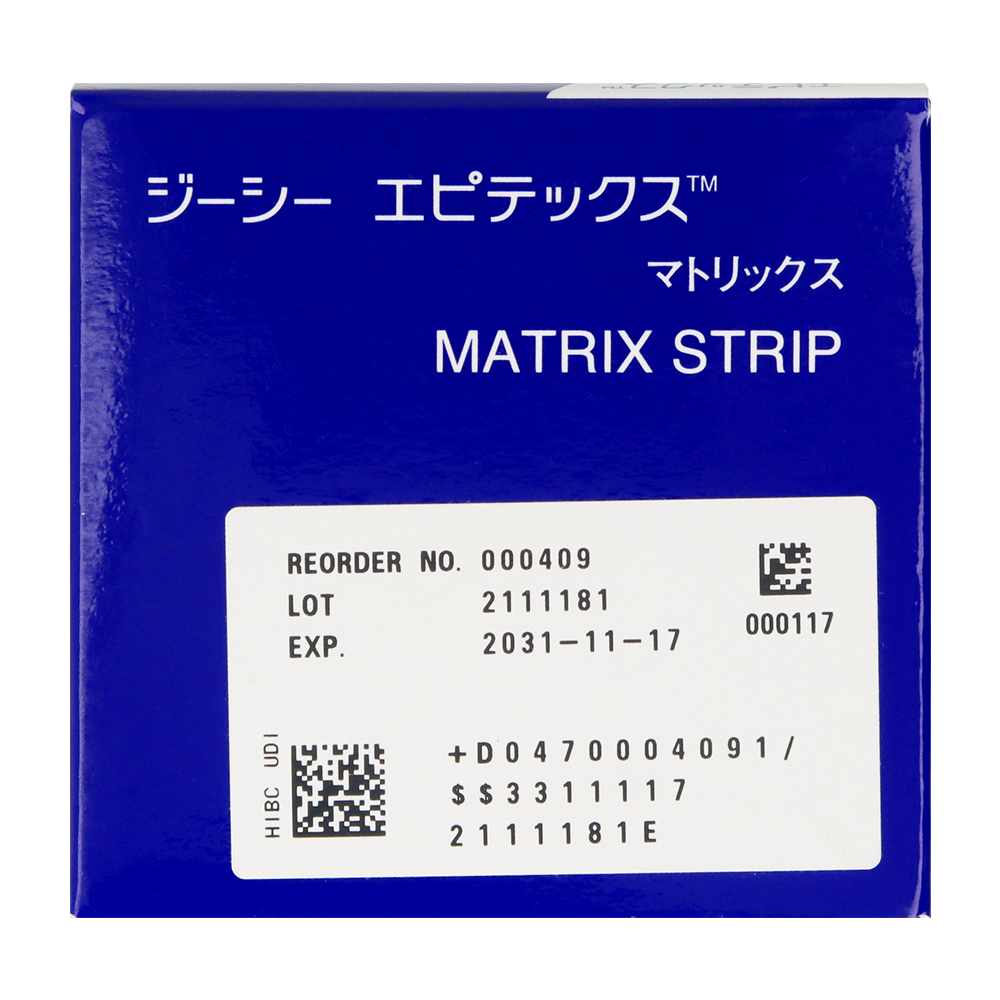 ジーシー エピテックス™
マトリックス
MATRIX STRIP
REORDER NO. 000409
LOT 2111181
EXP. 2031-11-17
000117
HIBC UDI
+D0470004091/
$$3311117
2111181E